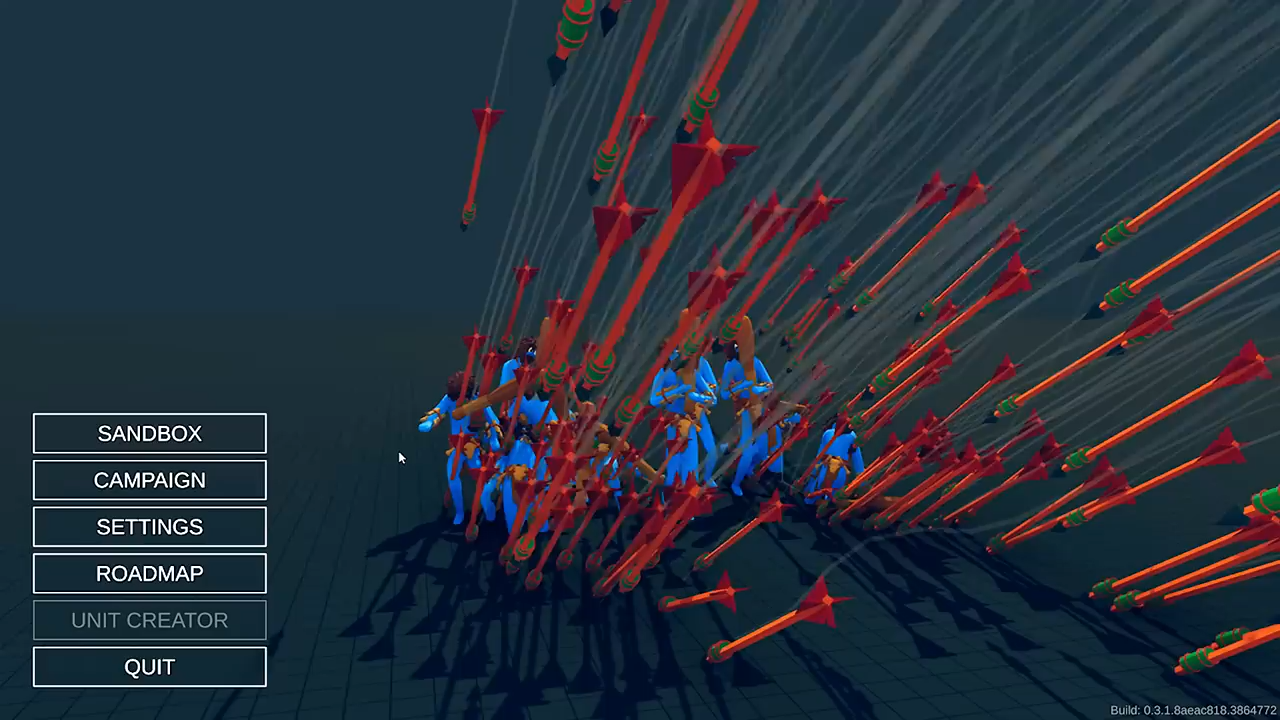 SANDBOX
CAMPAIGN
SETTINGS
ROADMAP
UNIT CREATOR
QUIT
Build: 0.3.1.8aeac818.3864772